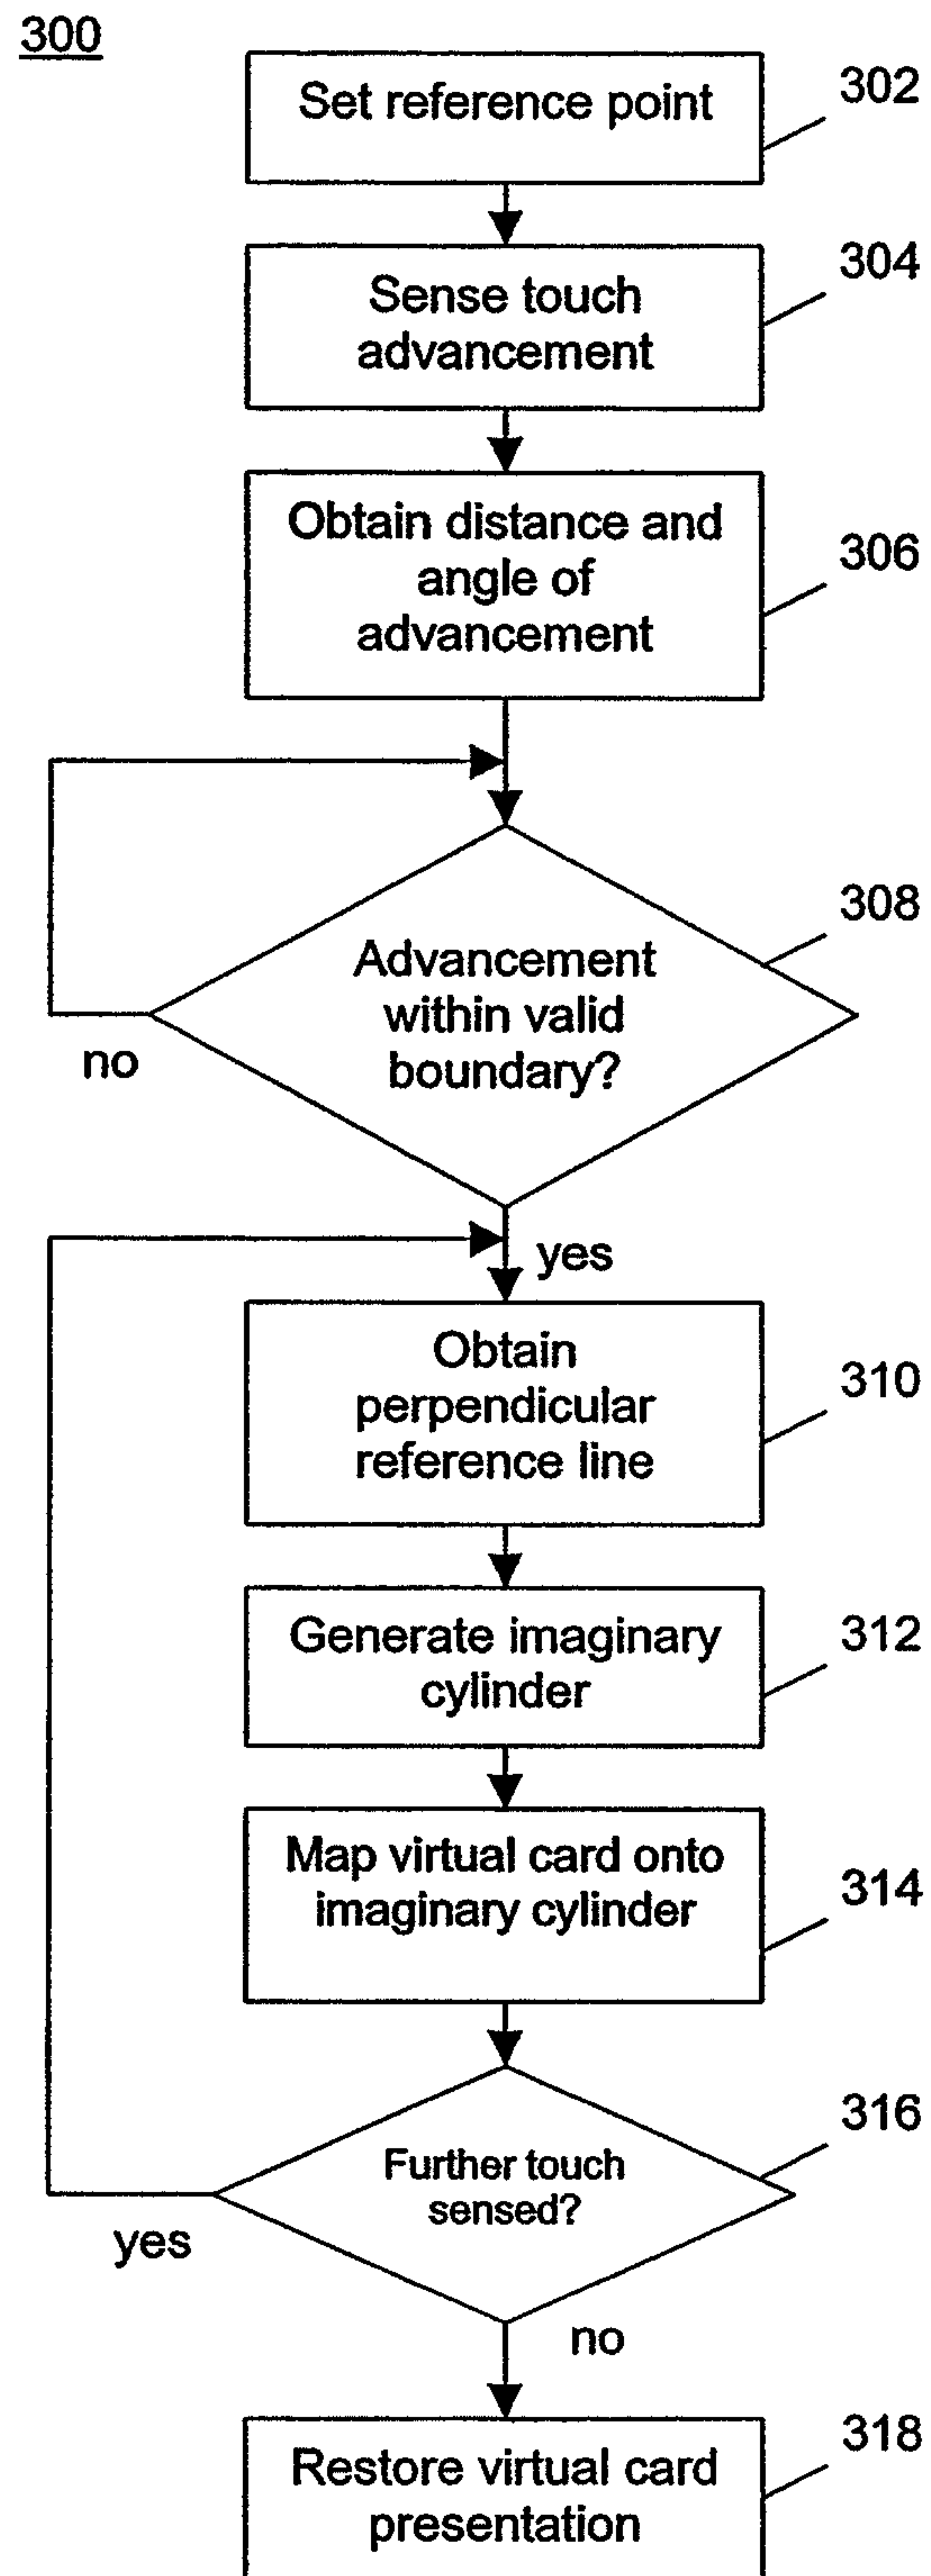 300
Set reference point
302
Sense touch
advancement
304
Obtain distance and
angle of
advancement
306
Advancement
within valid
boundary?
308
no
yes
Obtain
perpendicular
reference line
310
Generate imaginary
cylinder
312
Map virtual card onto
imaginary cylinder
314
Further touch
sensed?
316
yes
no
Restore virtual card
presentation
318